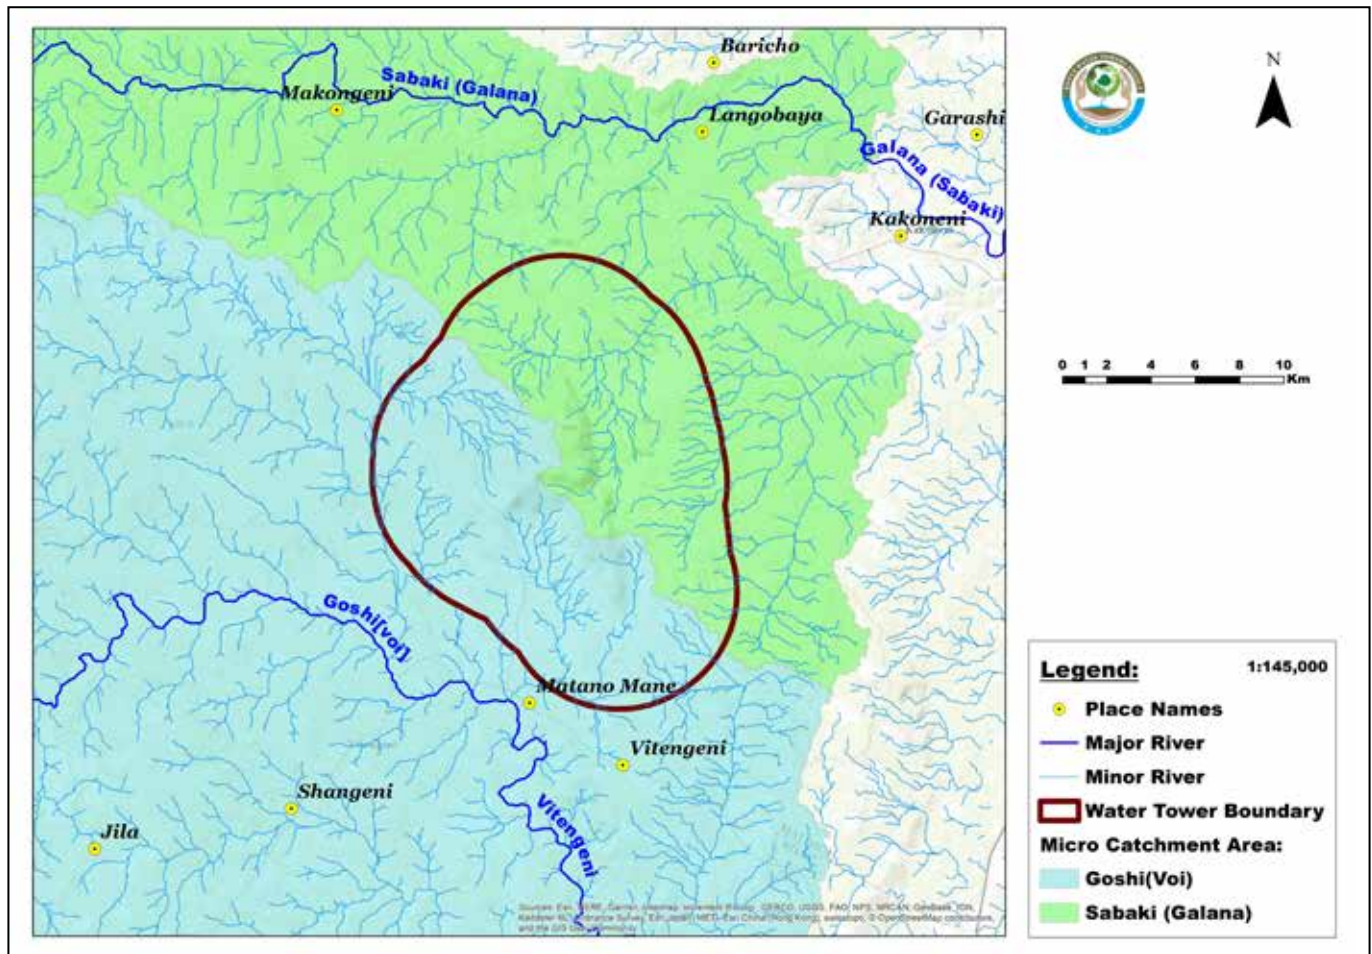 Baricho
Sabaki (Galana)
Makongeni
Langobaya
Garashi
Galana (Sabaki)
Kakoneni
Goshi[voi]
Matano Mane
Vitengeni
Shangeni
Vitengeni
Jila
N
0 1 2 4 6 8 10
Km
Legend: 1:145,000
Place Names
Major River
Minor River
Water Tower Boundary
Micro Catchment Area:
Goshi(Voi)
Sabaki (Galana)